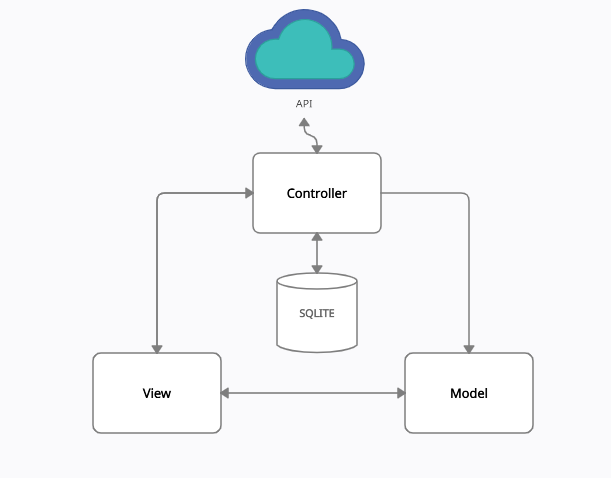 API
Controller
SQLITE
View
Model